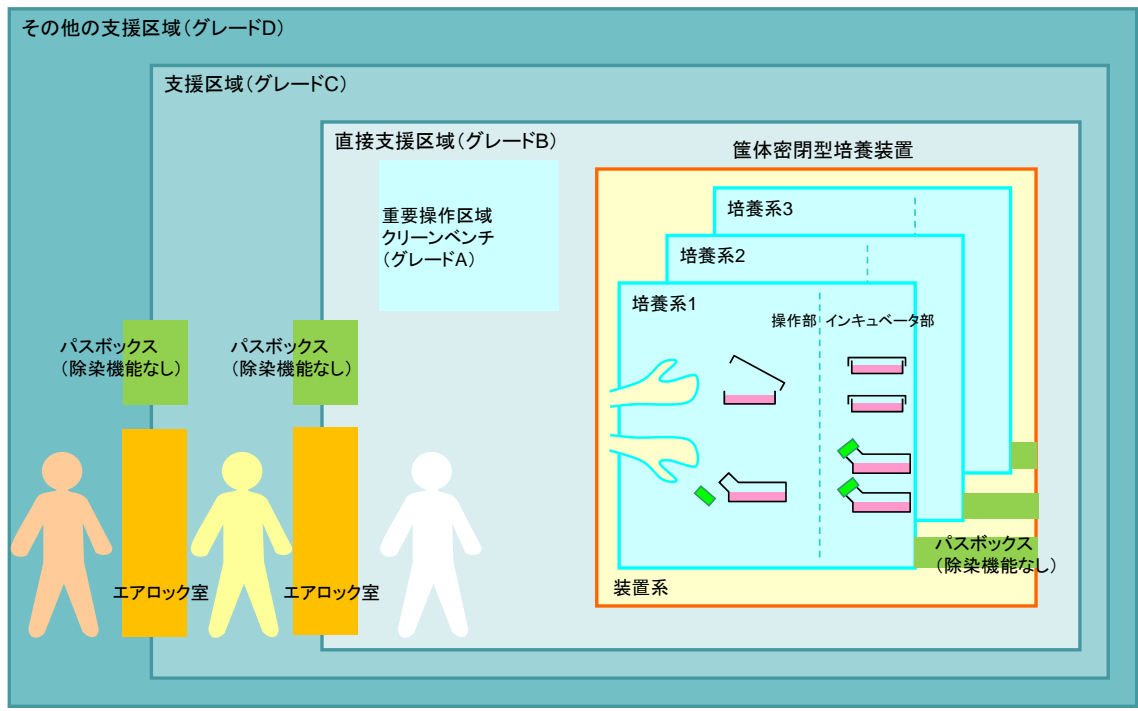 その他の支援区域（グレードD）
支援区域（グレードC）
直接支援区域（グレードB）
筐体密閉型培養装置
重要操作区域
クリーンベンチ
（グレードA）
培養系3
培養系2
培養系1
操作部
インキュベータ部
パスボックス
（除染機能なし）
パスボックス
（除染機能なし）
パスボックス
（除染機能なし）
エアロック室
エアロック室
装置系